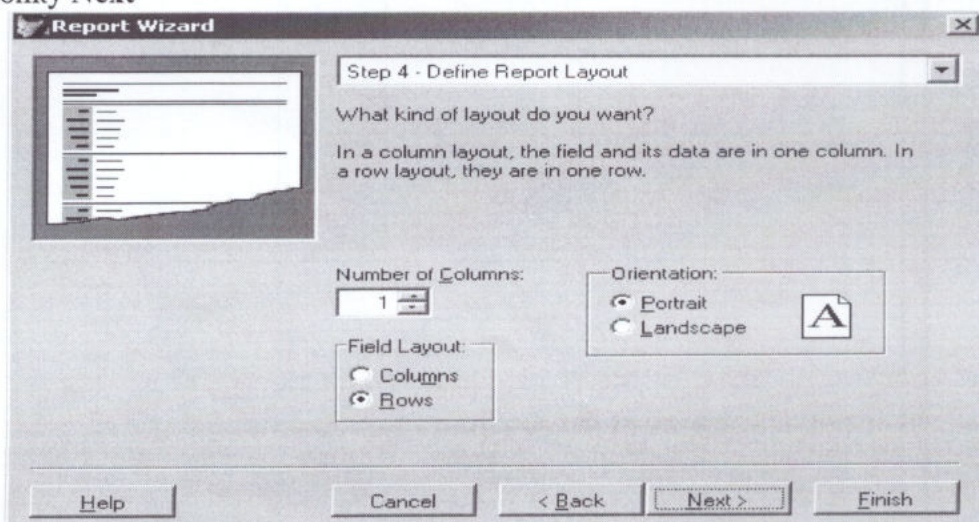 Next
Report Wizard
Step 4 - Define Report Layout
What kind of layout do you want?
In a column layout, the field and its data are in one column. In
a row layout, they are in one row.
Number of Columns:
1
Orientation:
Portrait
Landscape
A
Field Layout:
Columns
Rows
Help
Cancel
< Back
Next >
Finish